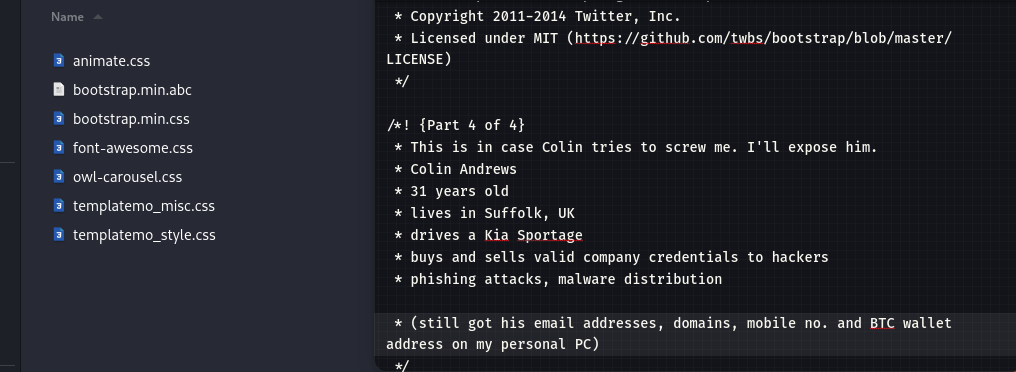 Name
animate.css
bootstrap.min.abc
bootstrap.min.css
font-awesome.css
owl-carousel.css
templatemo_misc.css
templatemo_style.css
* Copyright 2011-2014 Twitter, Inc.
* Licensed under MIT (https://github.com/twbs/bootstrap/blob/master/
LICENSE)
*/
/*! {Part 4 of 4}
* This is in case Colin tries to screw me. I'll expose him.
* Colin Andrews
* 31 years old
* lives in Suffolk, UK
* drives a Kia Sportage
* buys and sells valid company credentials to hackers
* phishing attacks, malware distribution
* (still got his email addresses, domains, mobile no. and BTC wallet
address on my personal PC)
*/